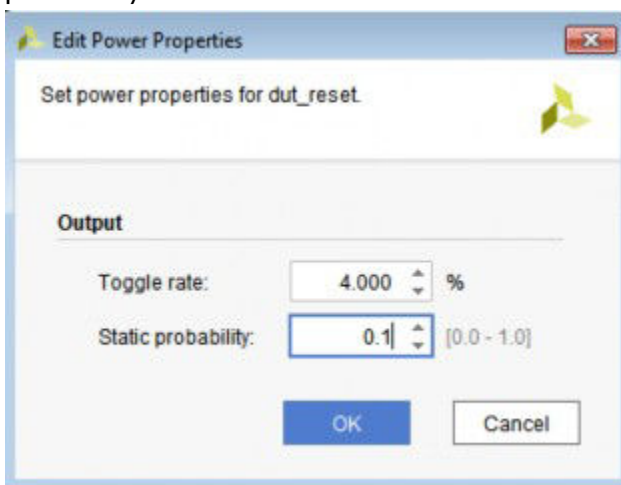 Edit Power Properties
Set power properties for dut_reset.
Output
Toggle rate: 4.000 %
Static probability: 0.1 [0.0 - 1.0]
OK Cancel